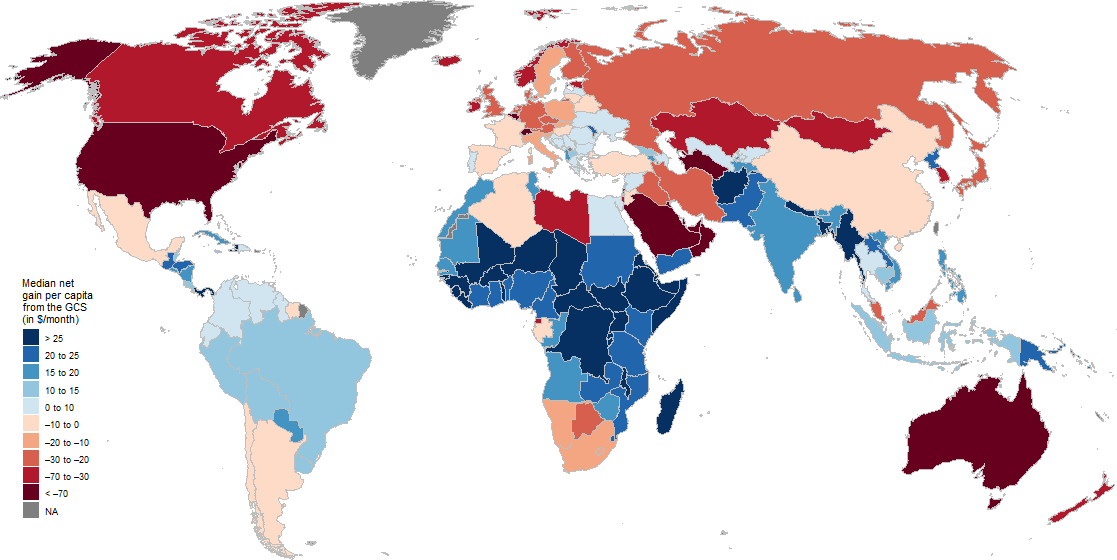 Median net
gain per capita
from the GCS
(in $/month)
> 25
20 to 25
15 to 20
10 to 15
0 to 10
–10 to 0
–20 to –10
–30 to –20
–70 to –30
< –70
NA